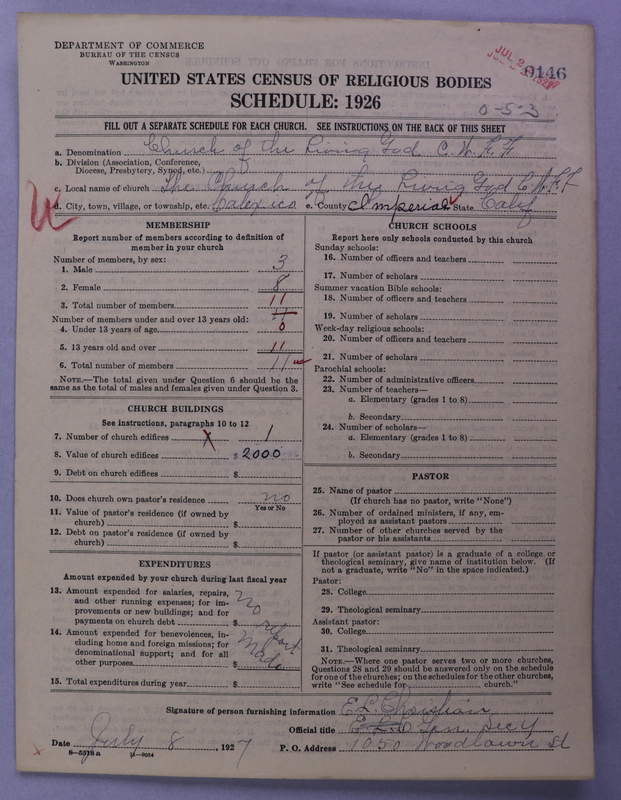 DEPARTMENT OF COMMERCE
BUREAU OF THE CENSUS
WASHINGTON
0146
UNITED STATES CENSUS OF RELIGIOUS BODIES
SCHEDULE: 1926
0-5-3
FILL OUT A SEPARATE SCHEDULE FOR EACH CHURCH. SEE INSTRUCTIONS ON THE BACK OF THIS SHEET
a. Denomination Church of the Living God C. W. F. F.
b. Division (Association, Conference, Diocese, Presbytery, Synod, etc.)
c. Local name of church The Church of the Living God C. W. F. F
d. City, town, village, or township, etc. Calexico e. County Imperial State Calif
MEMBERSHIP
Report number of members according to definition of member in your church
Number of members, by sex:
1. Male 3
2. Female 8
3. Total number of members 11
Number of members under and over 13 years old:
4. Under 13 years of age 0
5. 13 years old and over 11
6. Total number of members 11
NOTE.—The total given under Question 6 should be the same as the total of males and females given under Question 3.
CHURCH BUILDINGS
See instructions, paragraphs 10 to 12
7. Number of church edifices 1
8. Value of church edifices $ 2000
9. Debt on church edifices $
10. Does church own pastor's residence no
Yes or No
11. Value of pastor's residence (if owned by church) $
12. Debt on pastor's residence (if owned by church) $
EXPENDITURES
Amount expended by your church during last fiscal year
13. Amount expended for salaries, repairs, and other running expenses; for improvements or new buildings; and for payments on church debt $
14. Amount expended for benevolences, including home and foreign missions; for denominational support; and for all other purposes $
no report made
15. Total expenditures during year $
CHURCH SCHOOLS
Report here only schools conducted by this church
Sunday schools:
16. Number of officers and teachers
17. Number of scholars
Summer vacation Bible schools:
18. Number of officers and teachers
19. Number of scholars
Week-day religious schools:
20. Number of officers and teachers
21. Number of scholars
Parochial schools:
22. Number of administrative officers
23. Number of teachers—
a. Elementary (grades 1 to 8)
b. Secondary
24. Number of scholars—
a. Elementary (grades 1 to 8)
b. Secondary
PASTOR
25. Name of pastor
(If church has no pastor, write "None")
26. Number of ordained ministers, if any, employed as assistant pastors
27. Number of other churches served by the pastor or his assistants
If pastor (or assistant pastor) is a graduate of a college or theological seminary, give name of institution below. (If not a graduate, write "No" in the space indicated.)
Pastor:
28. College
29. Theological seminary
Assistant pastor:
30. College
31. Theological seminary
NOTE.—Where one pastor serves two or more churches, Questions 28 and 29 should be answered only on the schedule for one of the churches; on the schedules for the other churches, write "See schedule for church."
Signature of person furnishing information E L Chrishian
Official title Gen. Secy
Date July 8, 1927 P. O. Address 1050 Woodlawn St
8-5313 a 11-9034